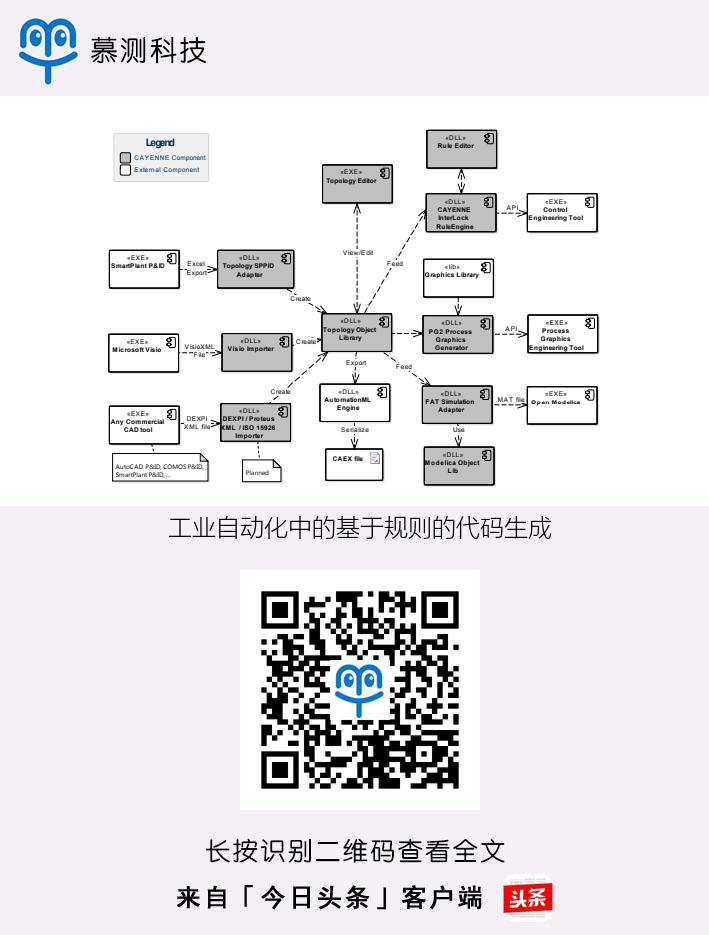 慕测科技
Legend
CAYENNE Component
External Component
«DLL»
Rule Editor
«EXE»
Topology Editor
«DLL»
CAYENNE
InterLock
RuleEngine
API
«EXE»
Control
Engineering Tool
View/Edit
Feed
«EXE»
SmartPlant P&ID
Excel
Export
«DLL»
Topology SPPID
Adapter
Create
«lib»
Graphics Library
«EXE»
Microsoft Visio
VisioXML
File
«DLL»
Visio Importer
Create
«DLL»
Topology Object
Library
«DLL»
PG2 Process
Graphics
Generator
API
«EXE»
Process
Graphics
Engineering Tool
Export
Feed
Create
«EXE»
Any Commercial
CAD tool
DEXPI
XML file
«DLL»
DEXPI / Proteus
XML / ISO 15926
Importer
«DLL»
AutomationML
Engine
«DLL»
FAT Simulation
Adapter
.MAT file
«EXE»
Open Modelica
Serialize
Use
AutoCAD P&ID, COMOS P&ID,
SmartPlant P&ID, ...
Planned
CAEX file
«DLL»
Modelica Object
Lib
工业自动化中的基于规则的代码生成
长按识别二维码查看全文
来自「今日头条」客户端
头条